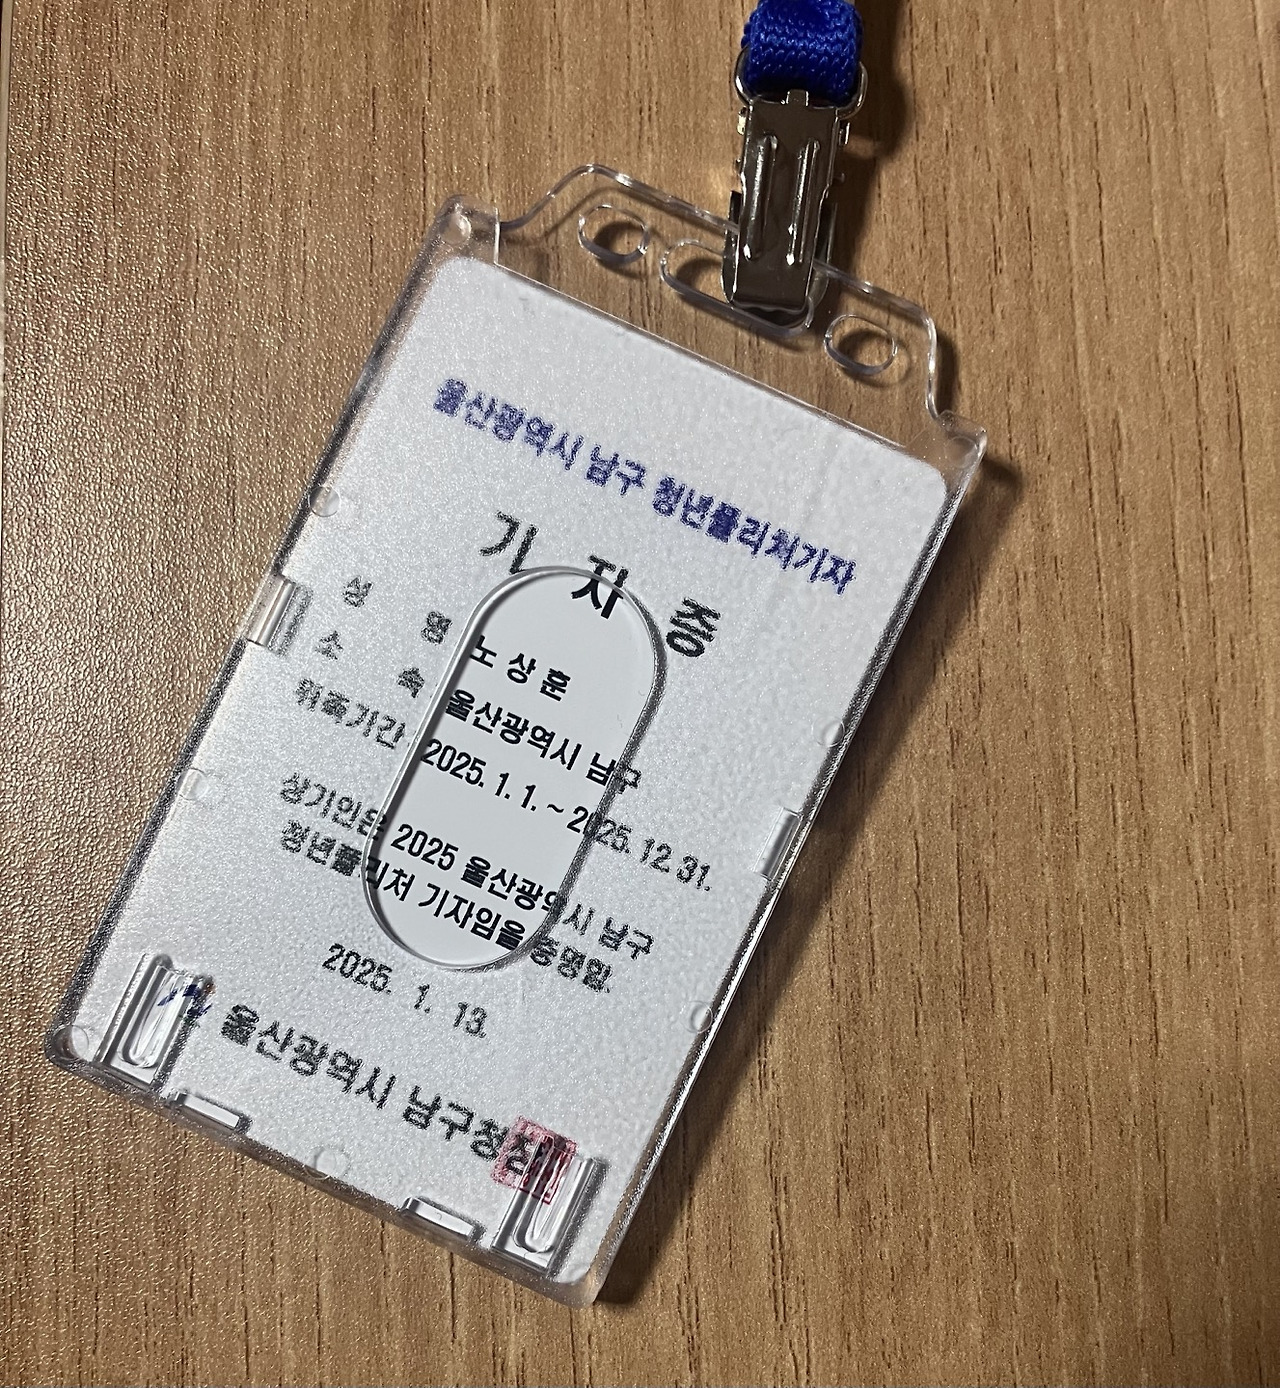 울산광역시 남구 청년플리처기자
기 자 증
성 명 노 상 훈
소 속 울산광역시 남구
위촉기간 2025. 1. 1. ~ 2025. 12. 31.
상기인은 2025 울산광역시 남구
청년플리처 기자임을 증명함.
2025. 1. 13.
울산광역시 남구청장